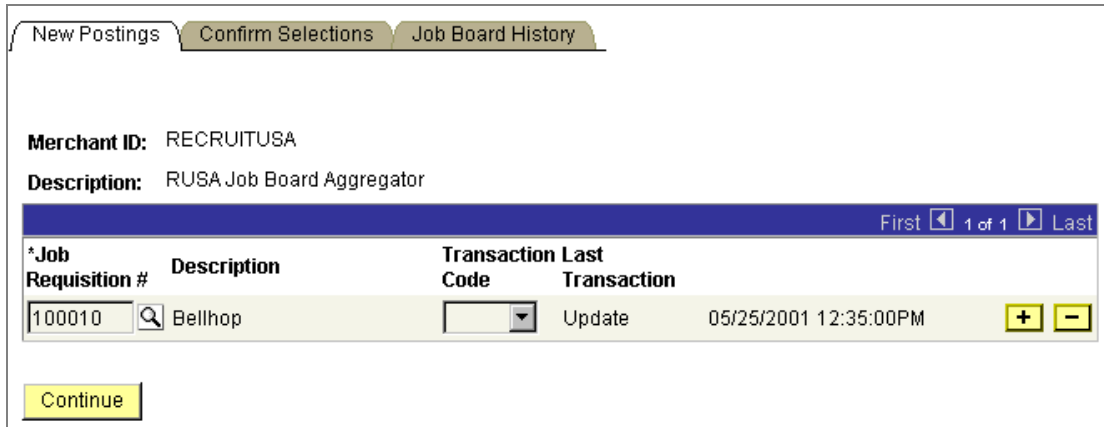 New Postings Confirm Selections Job Board History
Merchant ID: RECRUITUSA
Description: RUSA Job Board Aggregator
First 1 of 1 Last
*Job Requisition # Description Transaction Code Last Transaction
100010 Bellhop Update 05/25/2001 12:35:00PM + −
Continue